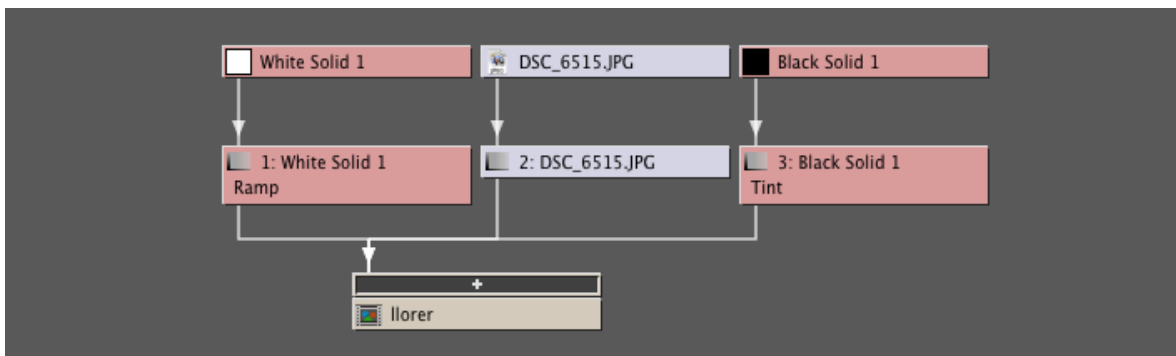 White Solid 1
DSC_6515.JPG
Black Solid 1
1: White Solid 1
Ramp
2: DSC_6515.JPG
3: Black Solid 1
Tint
+
llorer